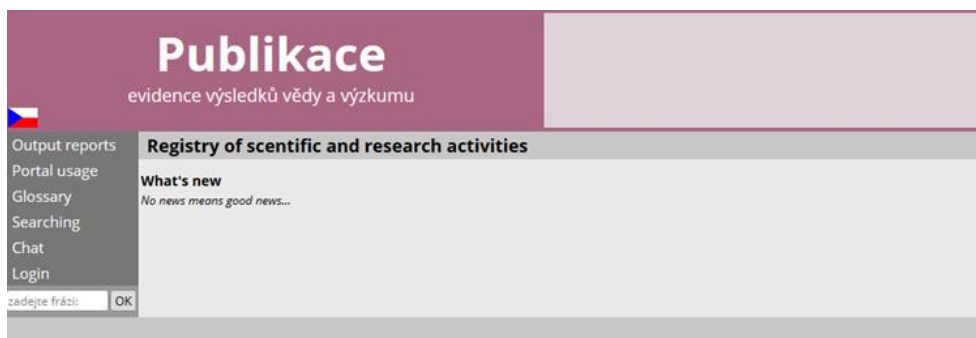 Publikace
evidence výsledků vědy a výzkumu
Output reports
Portal usage
Glossary
Searching
Chat
Login
zadejte frázi:
OK
Registry of scentific and research activities
What's new
No news means good news...